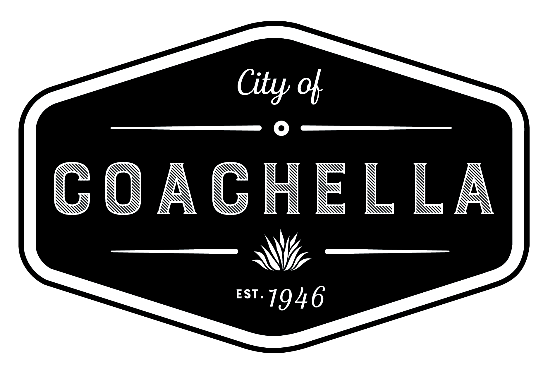 City of
COACHELLA
EST. 1946